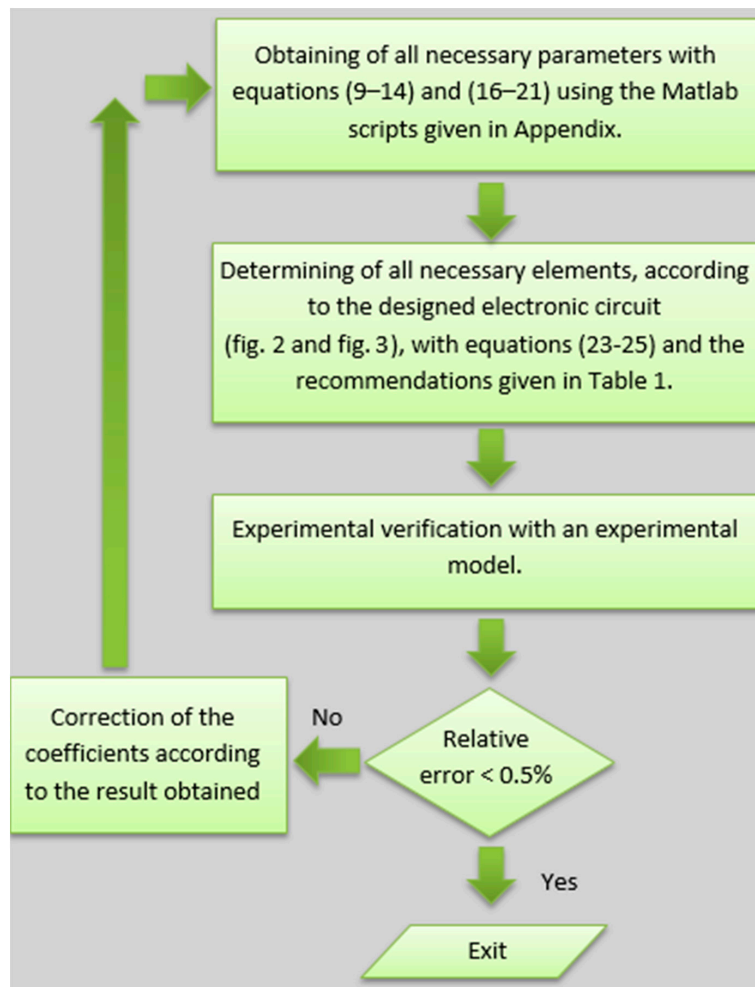 Obtaining of all necessary parameters with
equations (9–14) and (16–21) using the Matlab
scripts given in Appendix.
Determining of all necessary elements, according
to the designed electronic circuit
(fig. 2 and fig. 3), with equations (23-25) and the
recommendations given in Table 1.
Experimental verification with an experimental
model.
Relative
error < 0.5%
No
Correction of the
coefficients according
to the result obtained
Yes
Exit